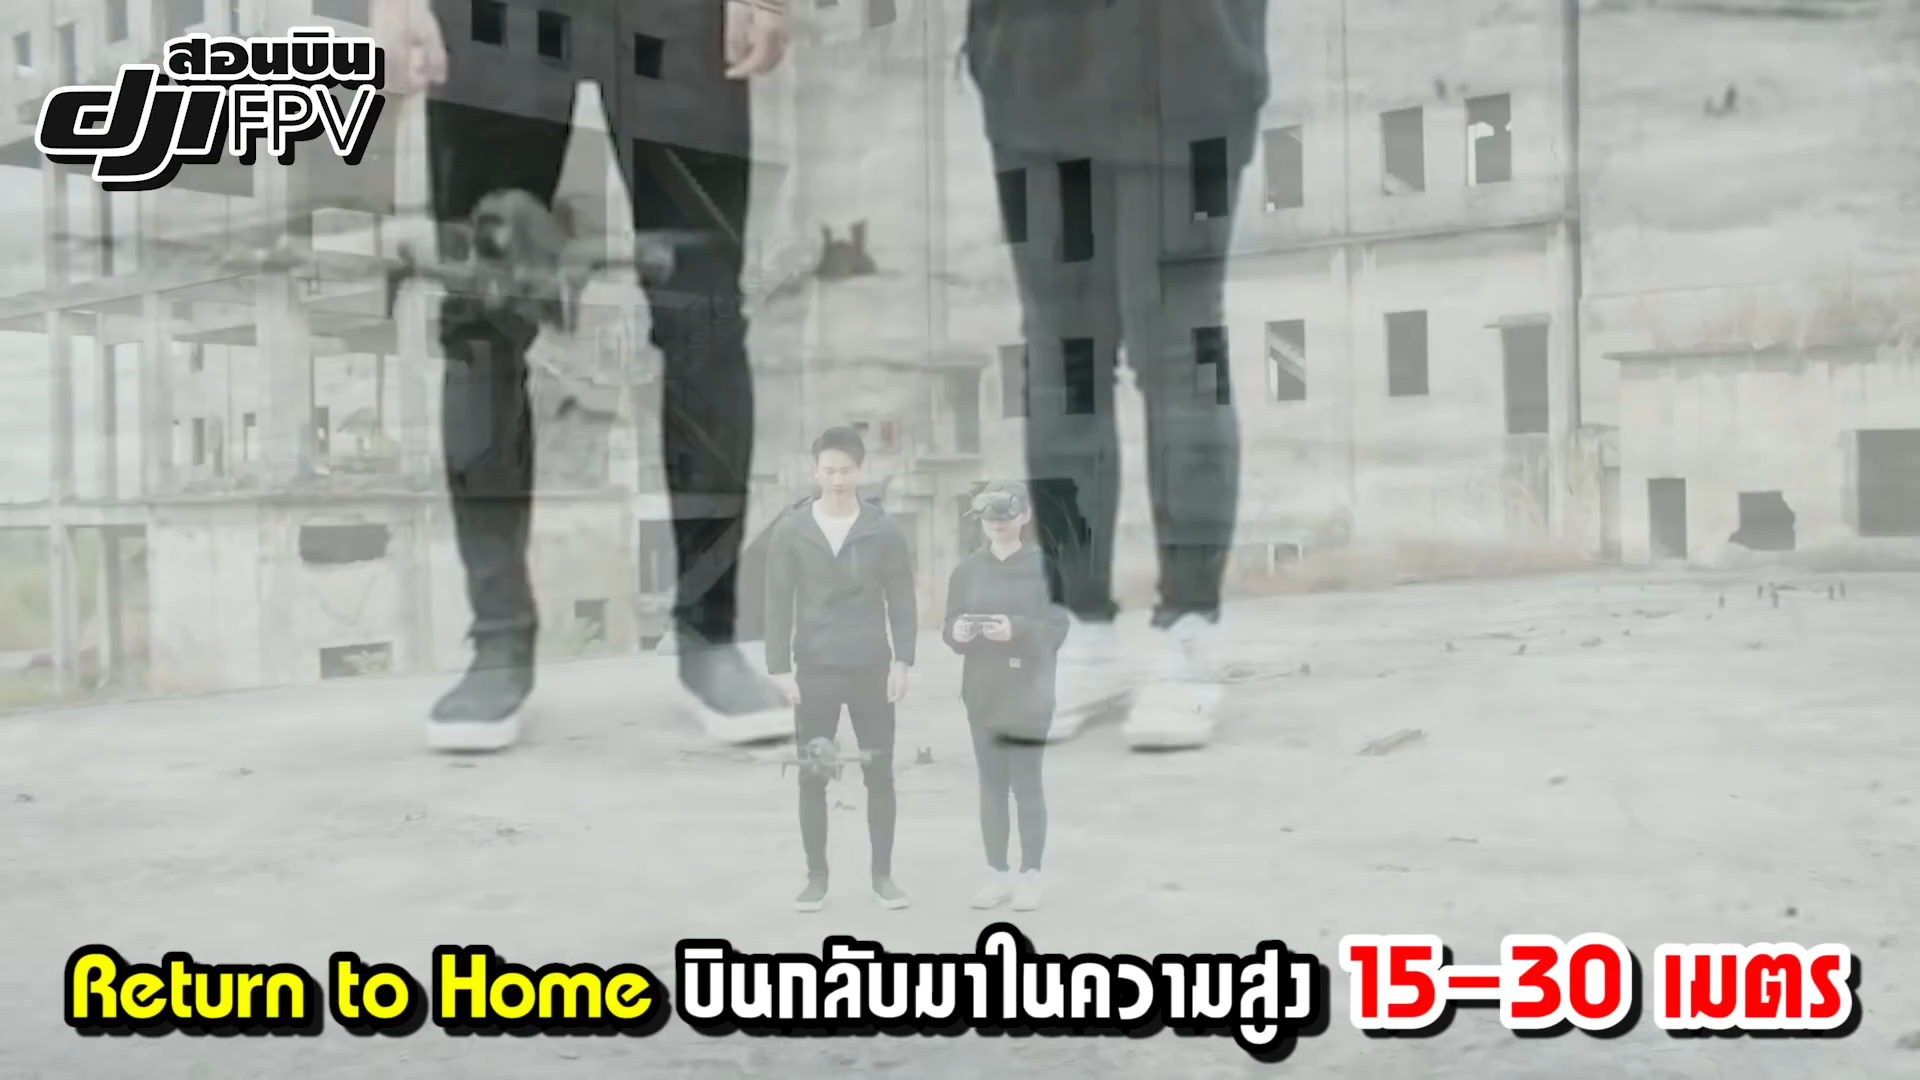 สอนบิน
dji FPV
Return to Home บินกลับมาในความสูง 15-30 เมตร